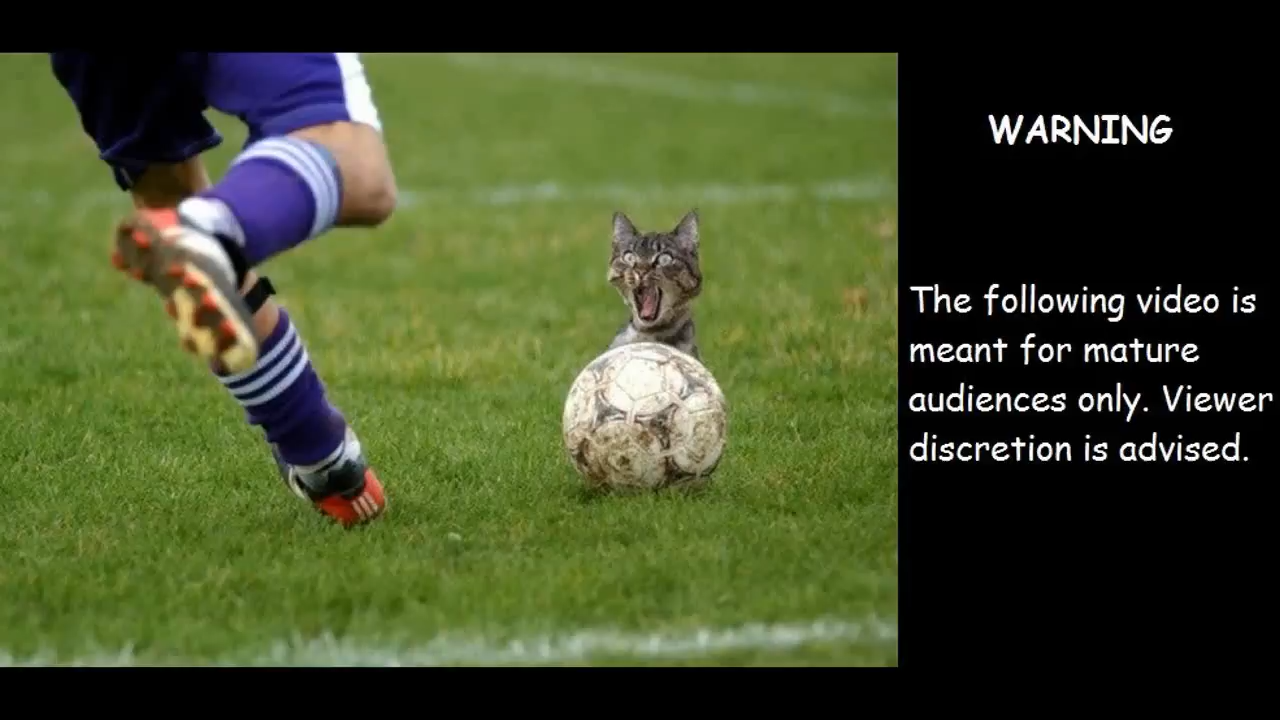 WARNING
The following video is
meant for mature
audiences only. Viewer
discretion is advised.